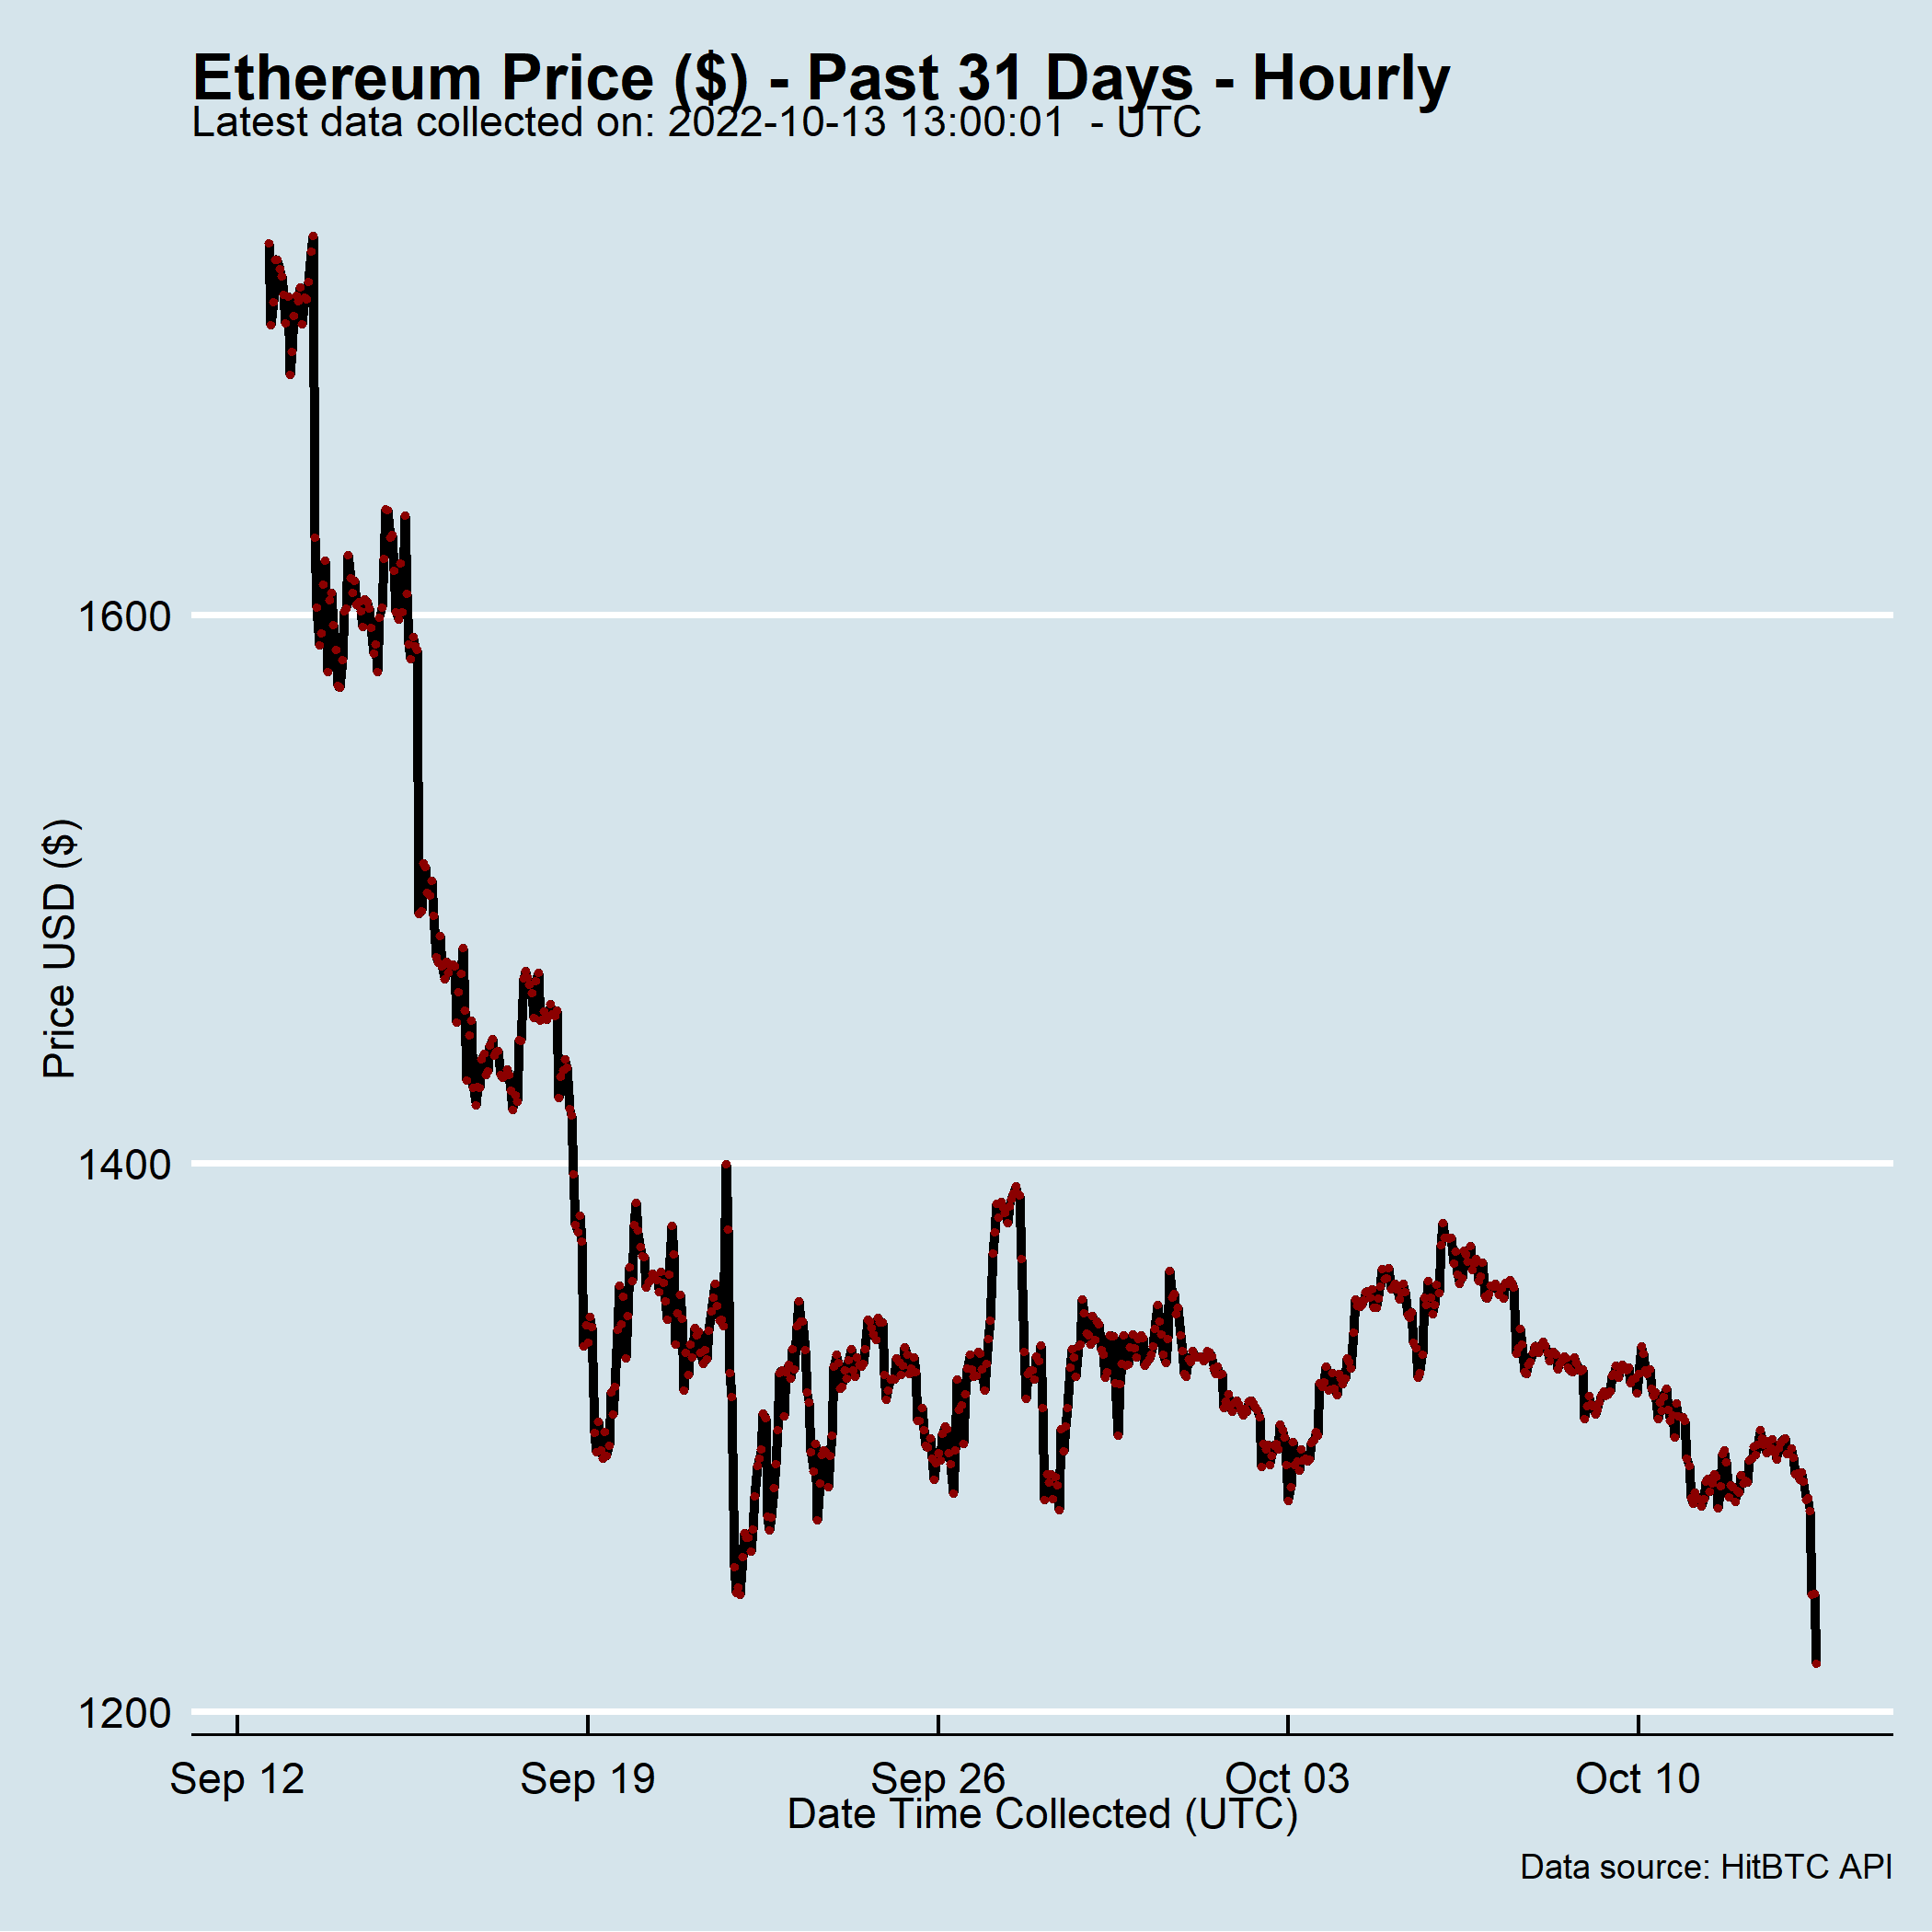 Ethereum Price ($) - Past 31 Days - Hourly
Latest data collected on: 2022-10-13 13:00:01  - UTC
Price USD ($)
1600
1400
1200
Sep 12
Sep 19
Sep 26
Oct 03
Oct 10
Date Time Collected (UTC)
Data source: HitBTC API